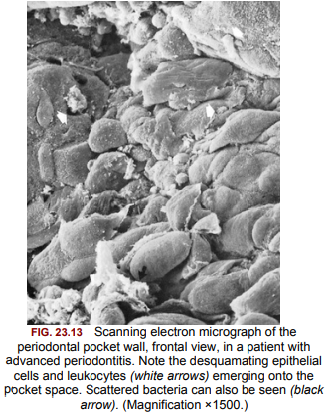 FIG. 23.13 Scanning electron micrograph of the
periodontal pocket wall, frontal view, in a patient with
advanced periodontitis. Note the desquamating epithelial
cells and leukocytes (white arrows) emerging onto the
pocket space. Scattered bacteria can also be seen (black
arrow). (Magnification ×1500.)